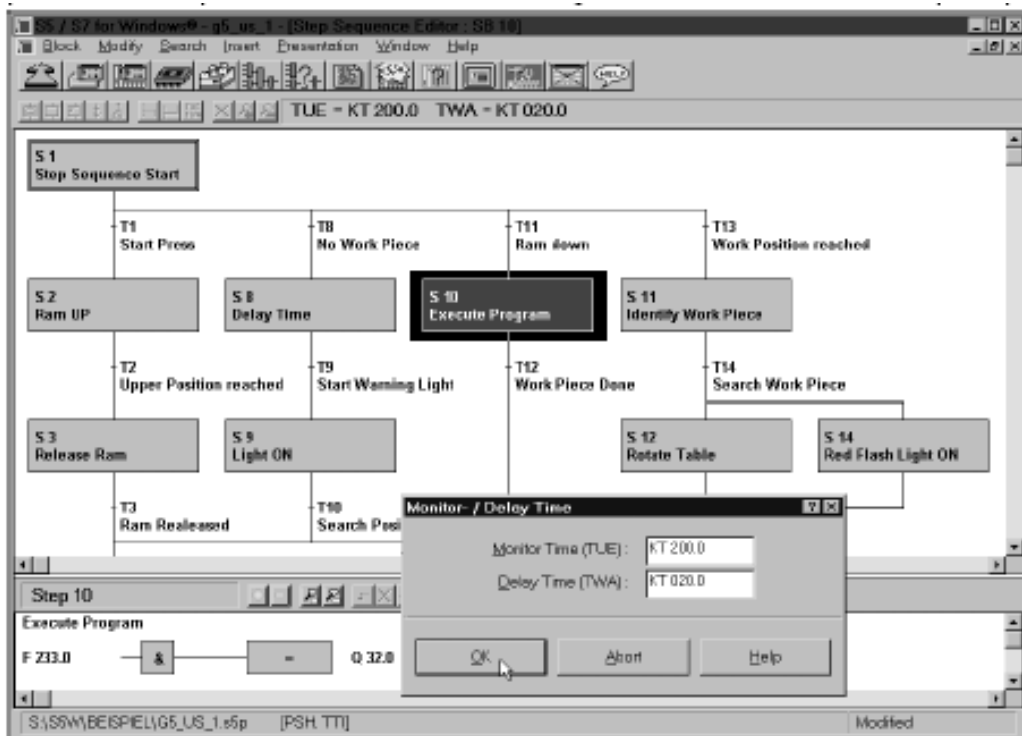 S5 / S7 for Windows® - g5_us_1 - [Step Sequence Editor : SB 10]
Block Modify Search Insert Presentation Window Help
TUE = KT 200.0 TWA = KT 020.0
S 1
Stop Sequence Start
T1
Start Press
T8
No Work Piece
T11
Ram down
T13
Work Position reached
S 2
Ram UP
S 8
Delay Time
S 10
Execute Program
S 11
Identify Work Piece
T2
Upper Position reached
T9
Start Warning Light
T12
Work Piece Done
T14
Search Work Piece
S 3
Release Ram
S 9
Light ON
S 12
Rotate Table
S 14
Red Flash Light ON
T3
Ram Realeased
T10
Search Posi
Monitor- / Delay Time
Monitor Time (TUE) : KT 200.0
Delay Time (TWA) : KT 020.0
OK Abort Help
Step 10
Execute Program
F 233.0 & = Q 32.0
S:\S5W\BEISPIEL\G5_US_1.s5p [PSH, TTI] Modified